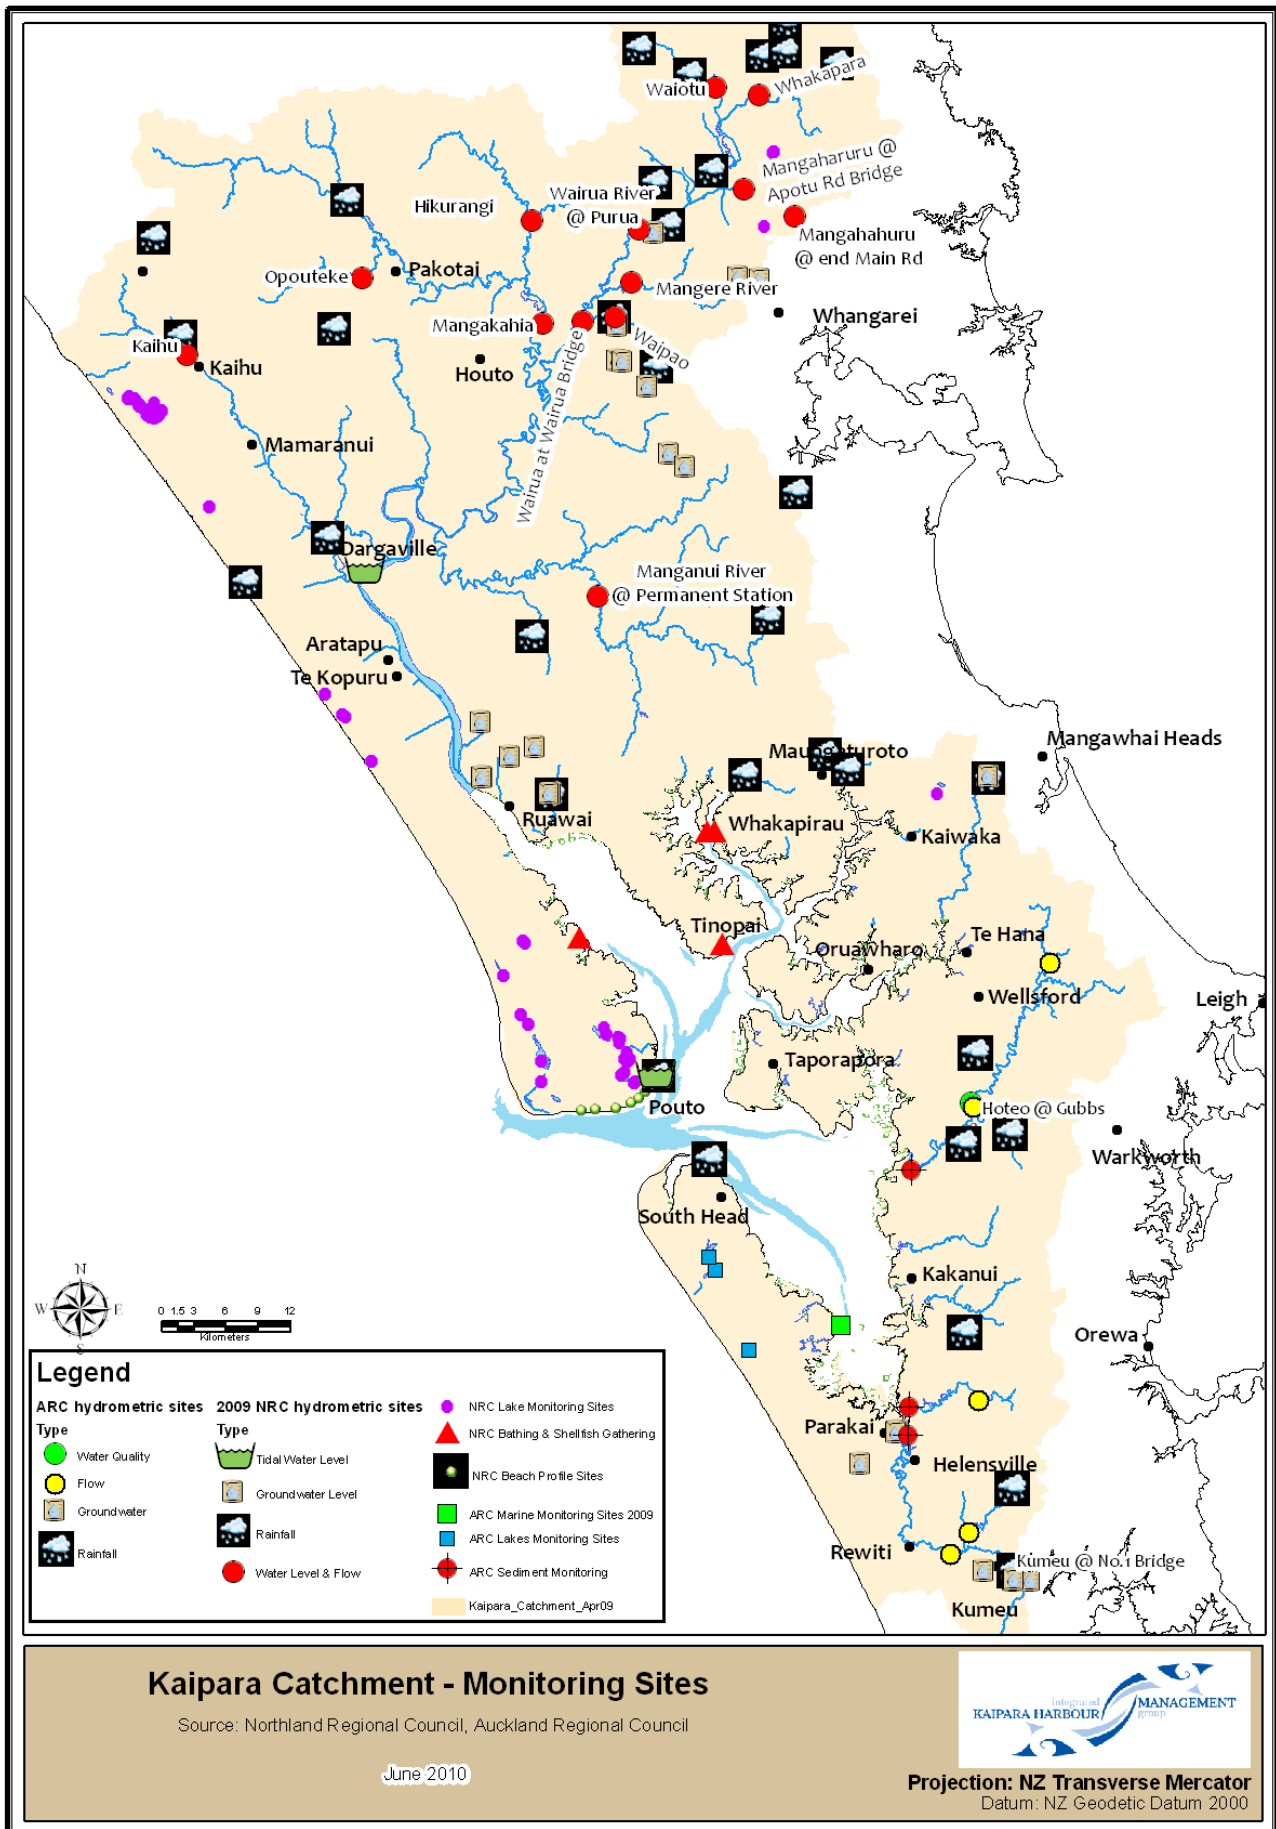 Waiotu
Whakapara
Mangaharuru @
Apotu Rd Bridge
Hikurangi
Wairua River
@ Purua
Mangahahuru
@ end Main Rd
Opouteke
Pakotai
Mangere River
Whangarei
Mangakahia
Waipao
Kaihu
Kaihu
Houto
Wairua at Wairua Bridge
Mamaranui
Dargaville
Manganui River
@ Permanent Station
Aratapu
Te Kopuru
Mangawhai Heads
Maungaturoto
Ruawai
Whakapirau
Kaiwaka
Tinopai
Oruawharo
Te Hana
Wellsford
Leigh
Taporapora
Pouto
Hoteo @ Gubbs
Warkworth
South Head
Kakanui
Orewa
Parakai
Helensville
Rewiti
Kumeu @ No.1 Bridge
Kumeu
N
W E
S
0 1.5 3 6 9 12
Kilometers
Legend
ARC hydrometric sites
Type
Water Quality
Flow
Groundwater
Rainfall
2009 NRC hydrometric sites
Type
Tidal Water Level
Groundwater Level
Rainfall
Water Level & Flow
NRC Lake Monitoring Sites
NRC Bathing & Shellfish Gathering
NRC Beach Profile Sites
ARC Marine Monitoring Sites 2009
ARC Lakes Monitoring Sites
ARC Sediment Monitoring
Kaipara_Catchment_Apr09
Kaipara Catchment - Monitoring Sites
Source: Northland Regional Council, Auckland Regional Council
June 2010
integrated
KAIPARA HARBOUR MANAGEMENT
group
Projection: NZ Transverse Mercator
Datum: NZ Geodetic Datum 2000